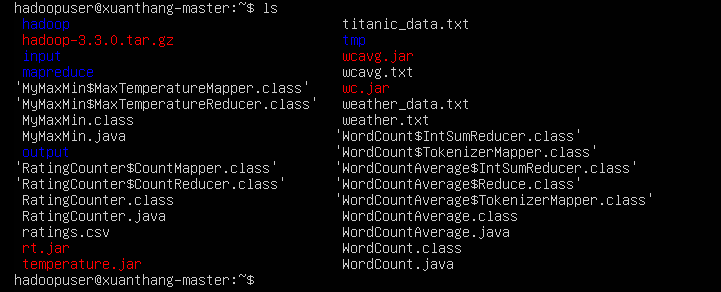 hadoopuser@xuanthang-master:~$ ls
hadoop titanic_data.txt
hadoop-3.3.0.tar.gz tmp
input wcavg.jar
mapreduce wcavg.txt
'MyMaxMin$MaxTemperatureMapper.class' wc.jar
'MyMaxMin$MaxTemperatureReducer.class' weather_data.txt
MyMaxMin.class weather.txt
MyMaxMin.java 'WordCount$IntSumReducer.class'
output 'WordCount$TokenizerMapper.class'
'RatingCounter$CountMapper.class' 'WordCountAverage$IntSumReducer.class'
'RatingCounter$CountReducer.class' 'WordCountAverage$Reduce.class'
RatingCounter.class 'WordCountAverage$TokenizerMapper.class'
RatingCounter.java WordCountAverage.class
ratings.csv WordCountAverage.java
rt.jar WordCount.class
temperature.jar WordCount.java
hadoopuser@xuanthang-master:~$